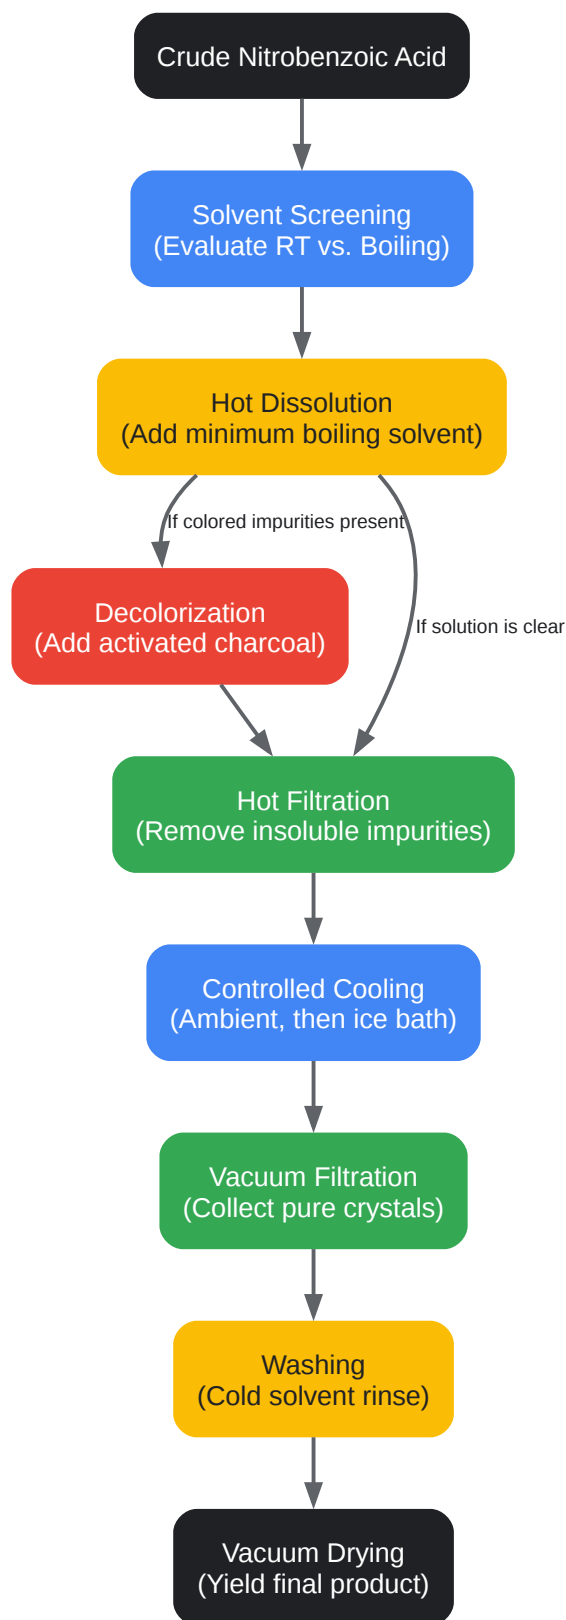 Crude Nitrobenzoic Acid
Solvent Screening
(Evaluate RT vs. Boiling)
Hot Dissolution
(Add minimum boiling solvent)
If colored impurities present
Decolorization
(Add activated charcoal)
If solution is clear
Hot Filtration
(Remove insoluble impurities)
Controlled Cooling
(Ambient, then ice bath)
Vacuum Filtration
(Collect pure crystals)
Washing
(Cold solvent rinse)
Vacuum Drying
(Yield final product)